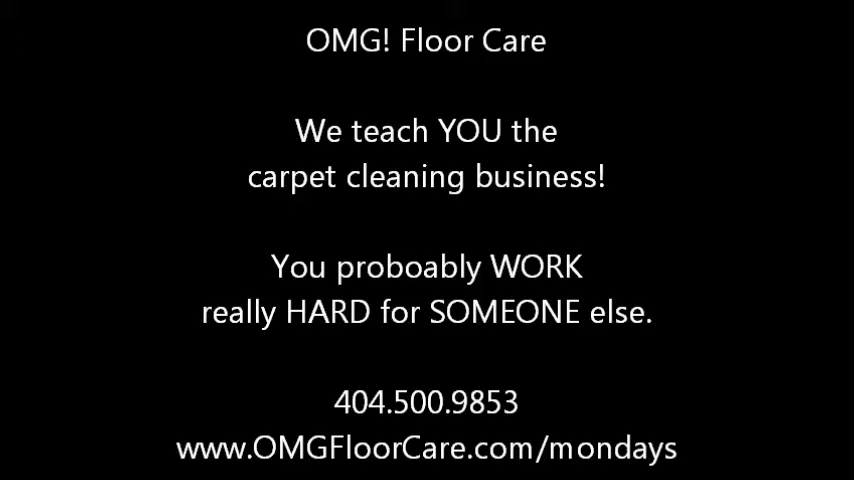 OMG! Floor Care
We teach YOU the
carpet cleaning business!
You proboably WORK
really HARD for SOMEONE else.
404.500.9853
www.OMGFloorCare.com/mondays